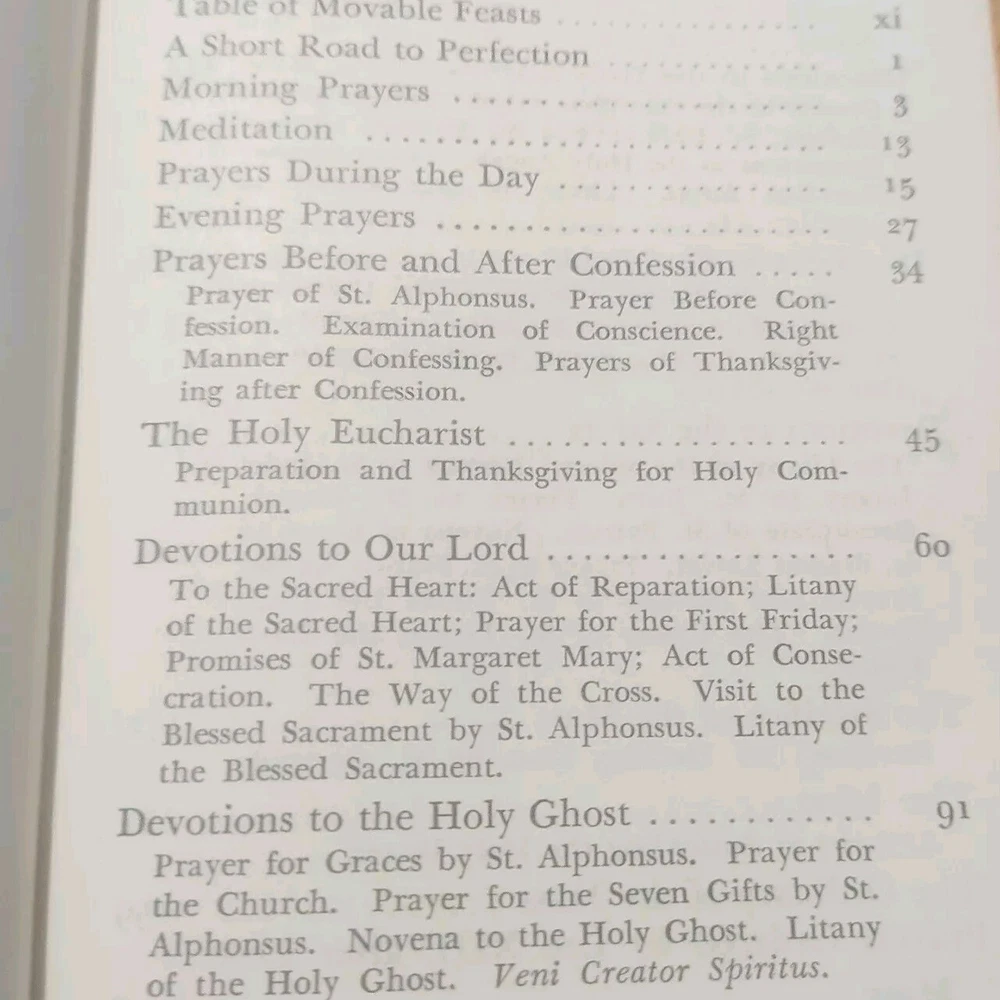 Table of Movable Feasts . . . . . . . . . . . . . . . xi
A Short Road to Perfection . . . . . . . . . . . . 1
Morning Prayers . . . . . . . . . . . . . . . . . . . . . 3
Meditation . . . . . . . . . . . . . . . . . . . . . . . . . . 13
Prayers During the Day . . . . . . . . . . . . . . . 15
Evening Prayers . . . . . . . . . . . . . . . . . . . . . . 27
Prayers Before and After Confession . . . . . 34
Prayer of St. Alphonsus. Prayer Before Con-
fession. Examination of Conscience. Right
Manner of Confessing. Prayers of Thanksgiv-
ing after Confession.
The Holy Eucharist . . . . . . . . . . . . . . . . . . . 45
Preparation and Thanksgiving for Holy Com-
munion.
Devotions to Our Lord . . . . . . . . . . . . . . . . . 60
To the Sacred Heart: Act of Reparation; Litany
of the Sacred Heart; Prayer for the First Friday;
Promises of St. Margaret Mary; Act of Conse-
cration. The Way of the Cross. Visit to the
Blessed Sacrament by St. Alphonsus. Litany of
the Blessed Sacrament.
Devotions to the Holy Ghost . . . . . . . . . . . . 91
Prayer for Graces by St. Alphonsus. Prayer for
the Church. Prayer for the Seven Gifts by St.
Alphonsus. Novena to the Holy Ghost. Litany
of the Holy Ghost. Veni Creator Spiritus.